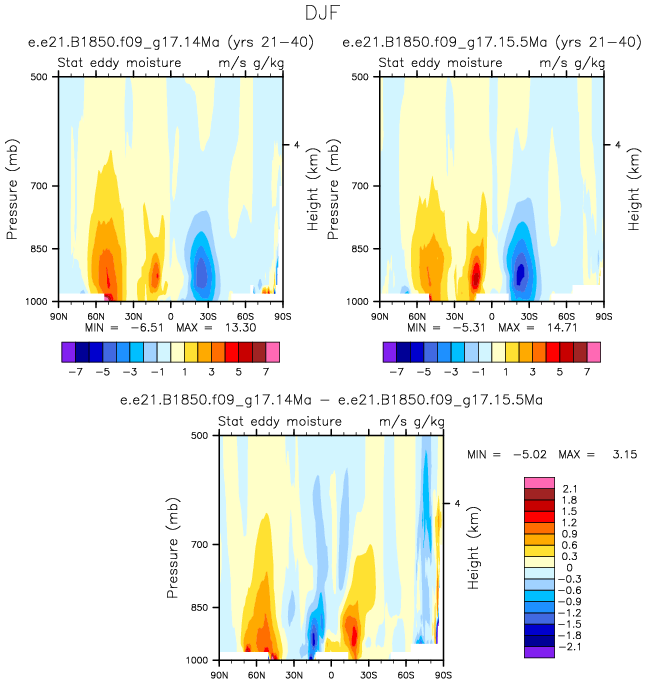 DJF
e.e21.B1850.f09_g17.14Ma (yrs 21-40)
e.e21.B1850.f09_g17.15.5Ma (yrs 21-40)
Stat eddy moisture m/s g/kg
Stat eddy moisture m/s g/kg
500
700
850
1000
Pressure (mb)
4
Height (km)
90N 60N 30N 0 30S 60S 90S
MIN = -6.51 MAX = 13.30
-7 -5 -3 -1 1 3 5 7
500
700
850
1000
Pressure (mb)
4
Height (km)
90N 60N 30N 0 30S 60S 90S
MIN = -5.31 MAX = 14.71
-7 -5 -3 -1 1 3 5 7
e.e21.B1850.f09_g17.14Ma - e.e21.B1850.f09_g17.15.5Ma
Stat eddy moisture m/s g/kg
500
700
850
1000
Pressure (mb)
4
Height (km)
90N 60N 30N 0 30S 60S 90S
MIN = -5.02 MAX = 3.15
2.1
1.8
1.5
1.2
0.9
0.6
0.3
0
-0.3
-0.6
-0.9
-1.2
-1.5
-1.8
-2.1